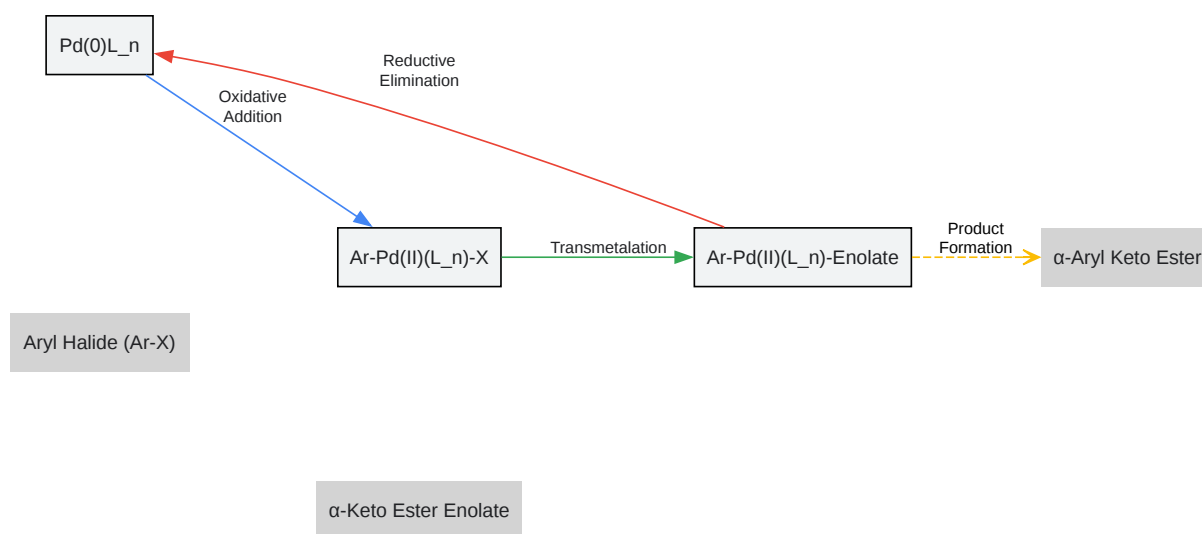 Pd(0)L_n
Reductive
Elimination
Oxidative
Addition
Ar-Pd(II)(L_n)-X
Transmetalation
Ar-Pd(II)(L_n)-Enolate
Product
Formation
α-Aryl Keto Ester
Aryl Halide (Ar-X)
α-Keto Ester Enolate